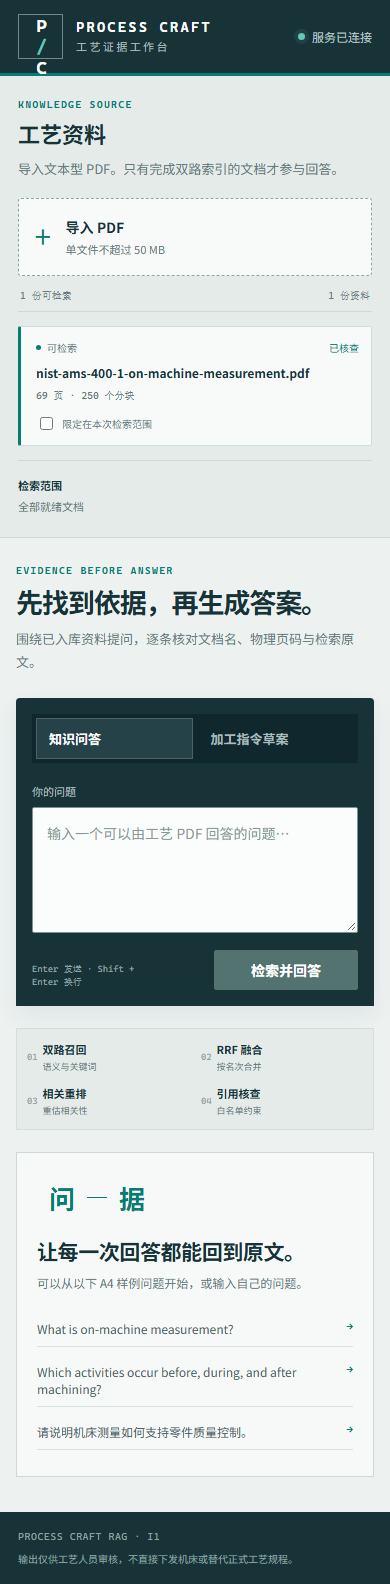 P
/
C
PROCESS CRAFT
工艺证据工作台
服务已连接
KNOWLEDGE SOURCE
工艺资料
导入文本型 PDF。只有完成双路索引的文档才参与回答。
+
导入 PDF
单文件不超过 50 MB
1 份可检索
1 份资料
可检索
已核查
nist-ams-400-1-on-machine-measurement.pdf
69 页 · 250 个分块
限定在本次检索范围
检索范围
全部就绪文档
EVIDENCE BEFORE ANSWER
先找到依据，再生成答案。
围绕已入库资料提问，逐条核对文档名、物理页码与检索原
文。
知识问答
加工指令草案
你的问题
输入一个可以由工艺 PDF 回答的问题…
Enter 发送 · Shift +
Enter 换行
检索并回答
01 双路召回
语义与关键词
02 RRF 融合
按名次合并
03 相关重排
重估相关性
04 引用核查
白名单约束
问 — 据
让每一次回答都能回到原文。
可以从以下 A4 样例问题开始，或输入自己的问题。
What is on-machine measurement? →
Which activities occur before, during, and after →
machining?
请说明机床测量如何支持零件质量控制。 →
PROCESS CRAFT RAG · I1
输出仅供工艺人员审核，不直接下发机床或替代正式工艺规程。